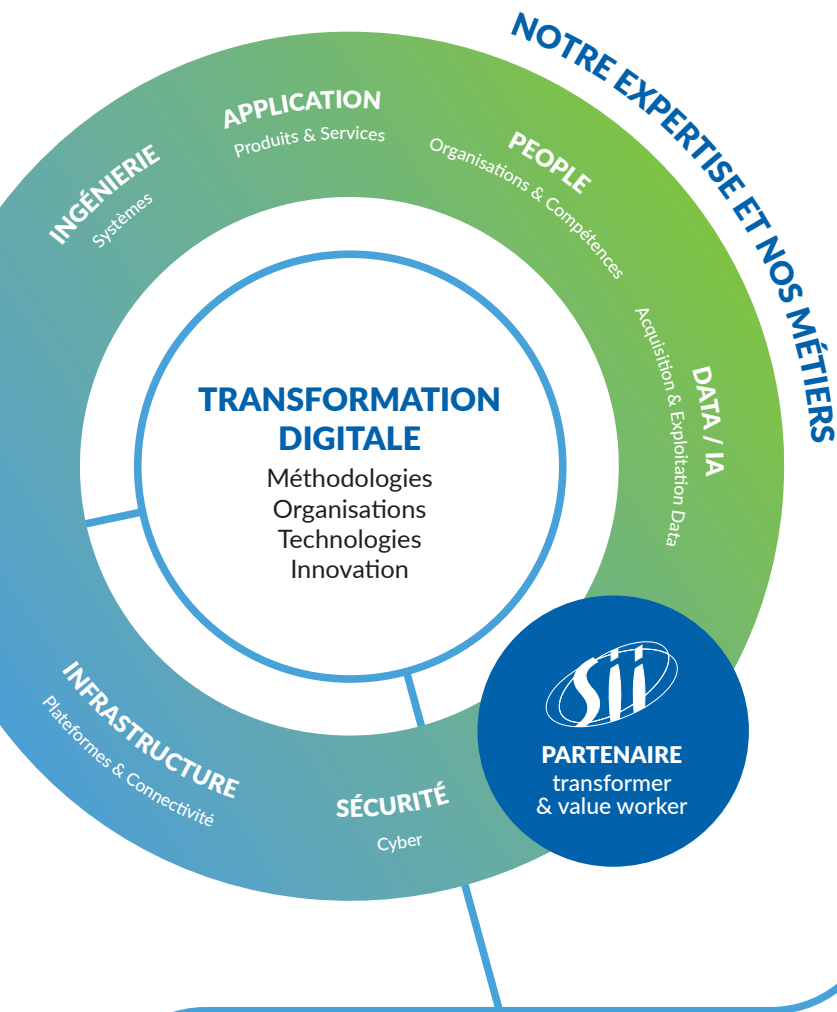 NOTRE EXPERTISE ET NOS MÉTIERS
INGÉNIERIE
Systèmes
APPLICATION
Produits & Services
PEOPLE
Organisations & Compétences
DATA / IA
Acquisition & Exploitation Data
TRANSFORMATION
DIGITALE
Méthodologies
Organisations
Technologies
Innovation
INFRASTRUCTURE
Plateformes & Connectivité
SÉCURITÉ
Cyber
sii
PARTENAIRE
transformer
& value worker